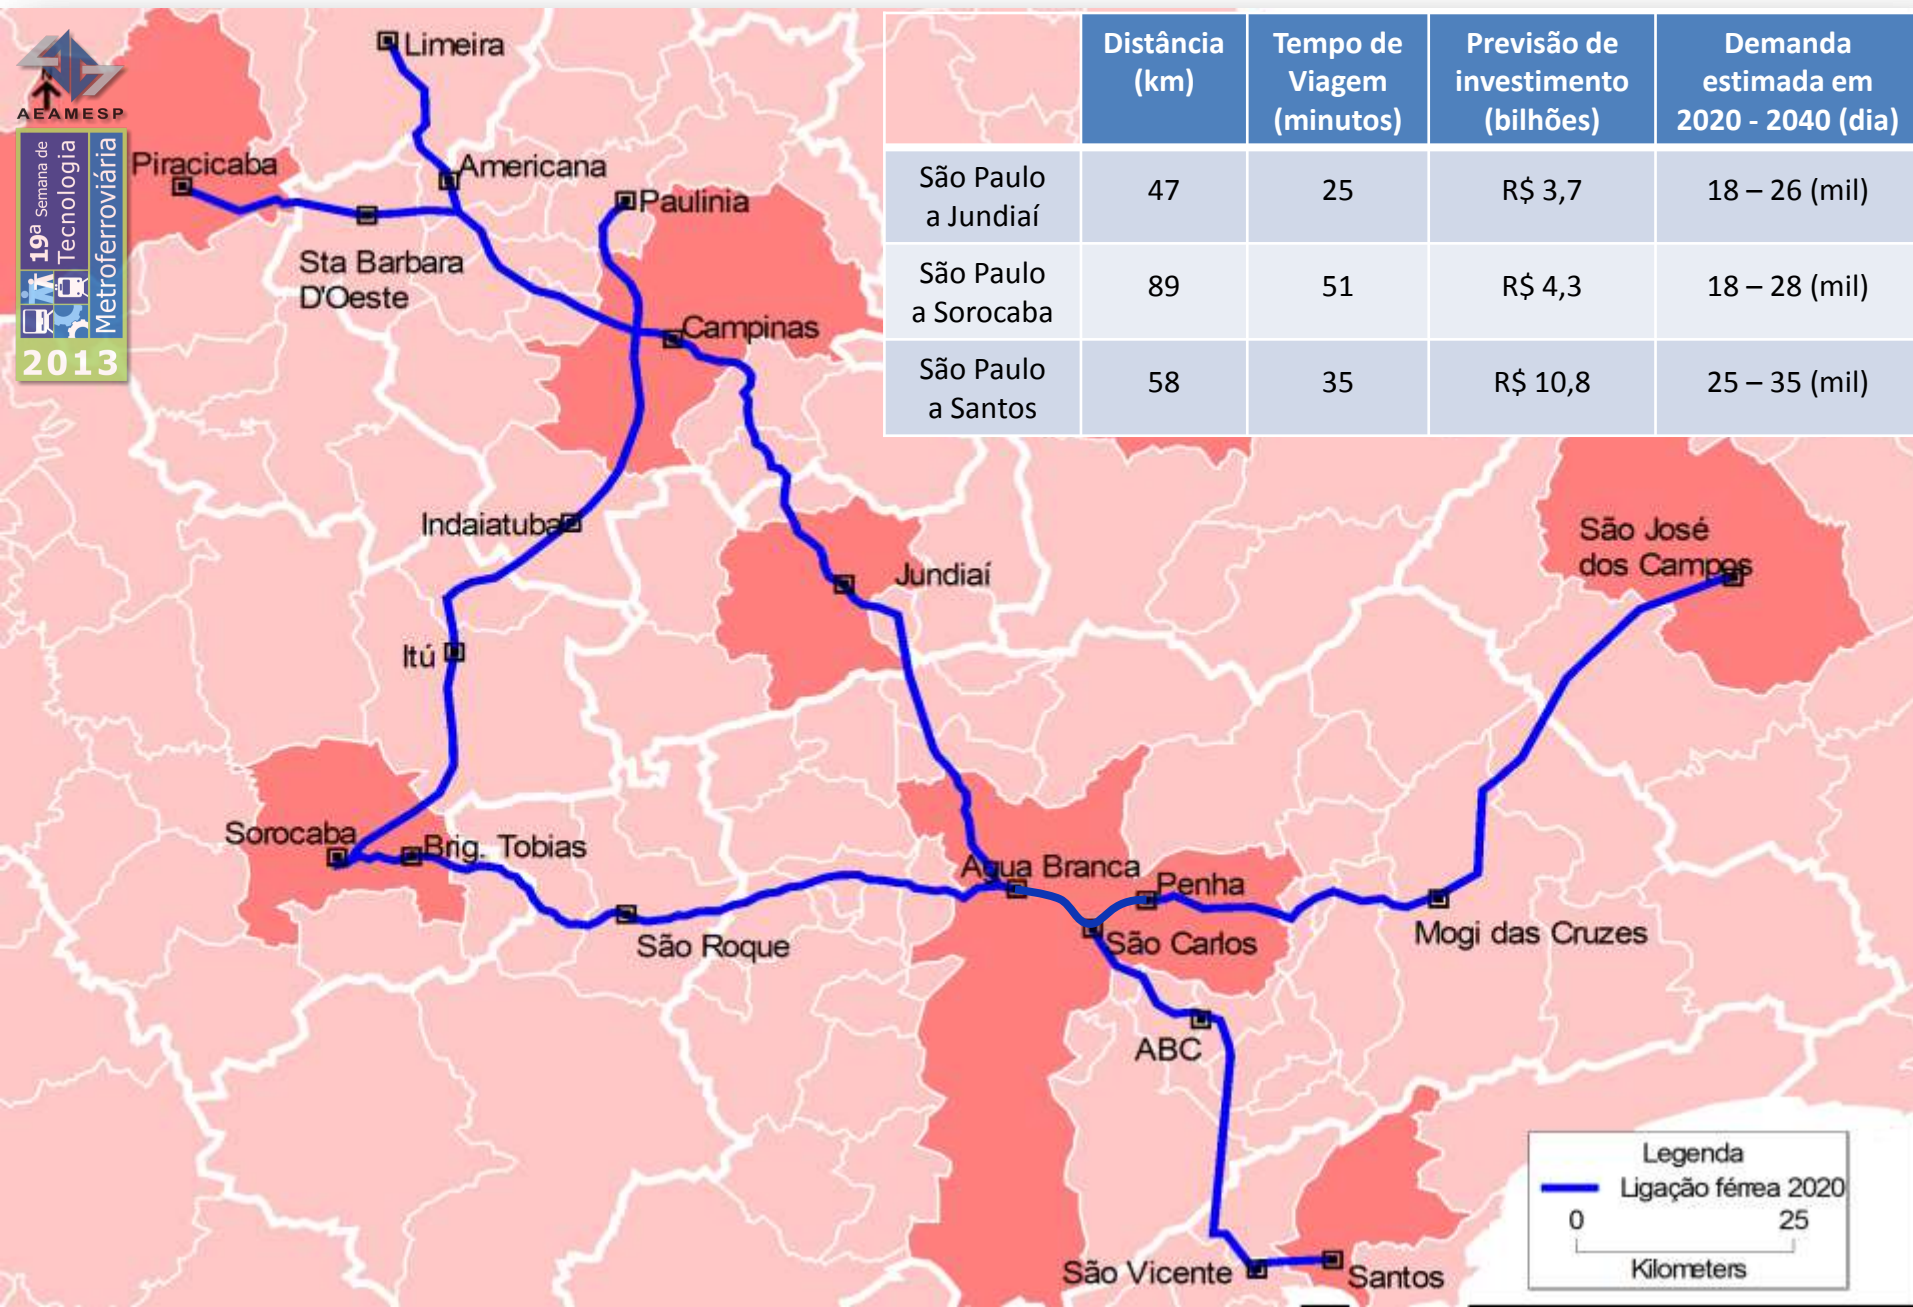 N
AEAMESP
19ª Semana de
Tecnologia
Metroferroviária
2013
Distância
(km)
Tempo de
Viagem
(minutos)
Previsão de
investimento
(bilhões)
Demanda
estimada em
2020 - 2040 (dia)
São Paulo
a Jundiaí
47
25
R$ 3,7
18 – 26 (mil)
São Paulo
a Sorocaba
89
51
R$ 4,3
18 – 28 (mil)
São Paulo
a Santos
58
35
R$ 10,8
25 – 35 (mil)
Limeira
Piracicaba
Americana
Paulinia
Sta Barbara
D'Oeste
Campinas
Indaiatuba
São José
dos Campos
Jundiaí
Itú
Sorocaba
Brig. Tobias
Agua Branca
Penha
São Roque
São Carlos
Mogi das Cruzes
ABC
São Vicente
Santos
Legenda
Ligação férrea 2020
0 25
Kilometers